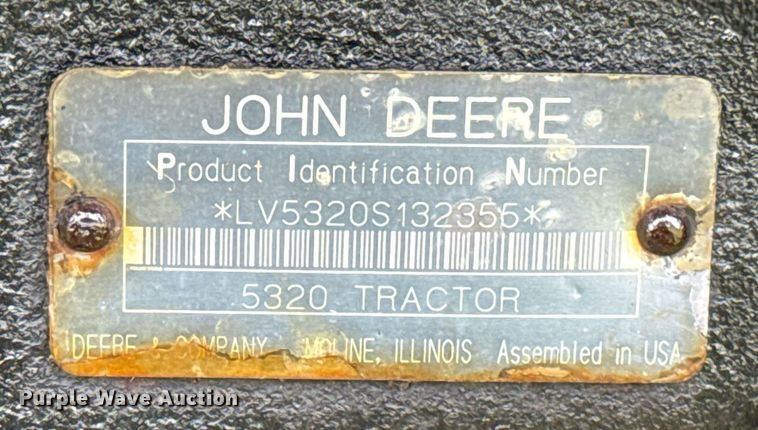 JOHN DEERE
Product Identification Number
*LV5320S132355*
5320 TRACTOR
DEERE & COMPANY MOLINE, ILLINOIS Assembled in USA
Purple Wave Auction